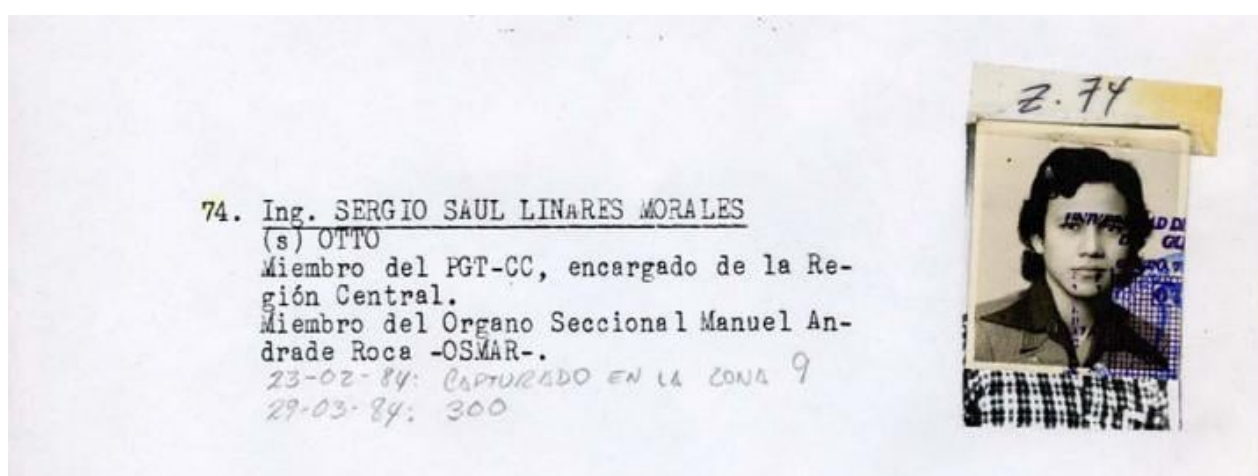 Z. 74
74. Ing. SERGIO SAUL LINARES MORALES
(s) OTTO
Miembro del PGT-CC, encargado de la Re-
gión Central.
Miembro del Organo Seccional Manuel An-
drade Roca -OSMAR-.
23-02-84: CAPTURADO EN LA ZONA 9
29-03-84: 300